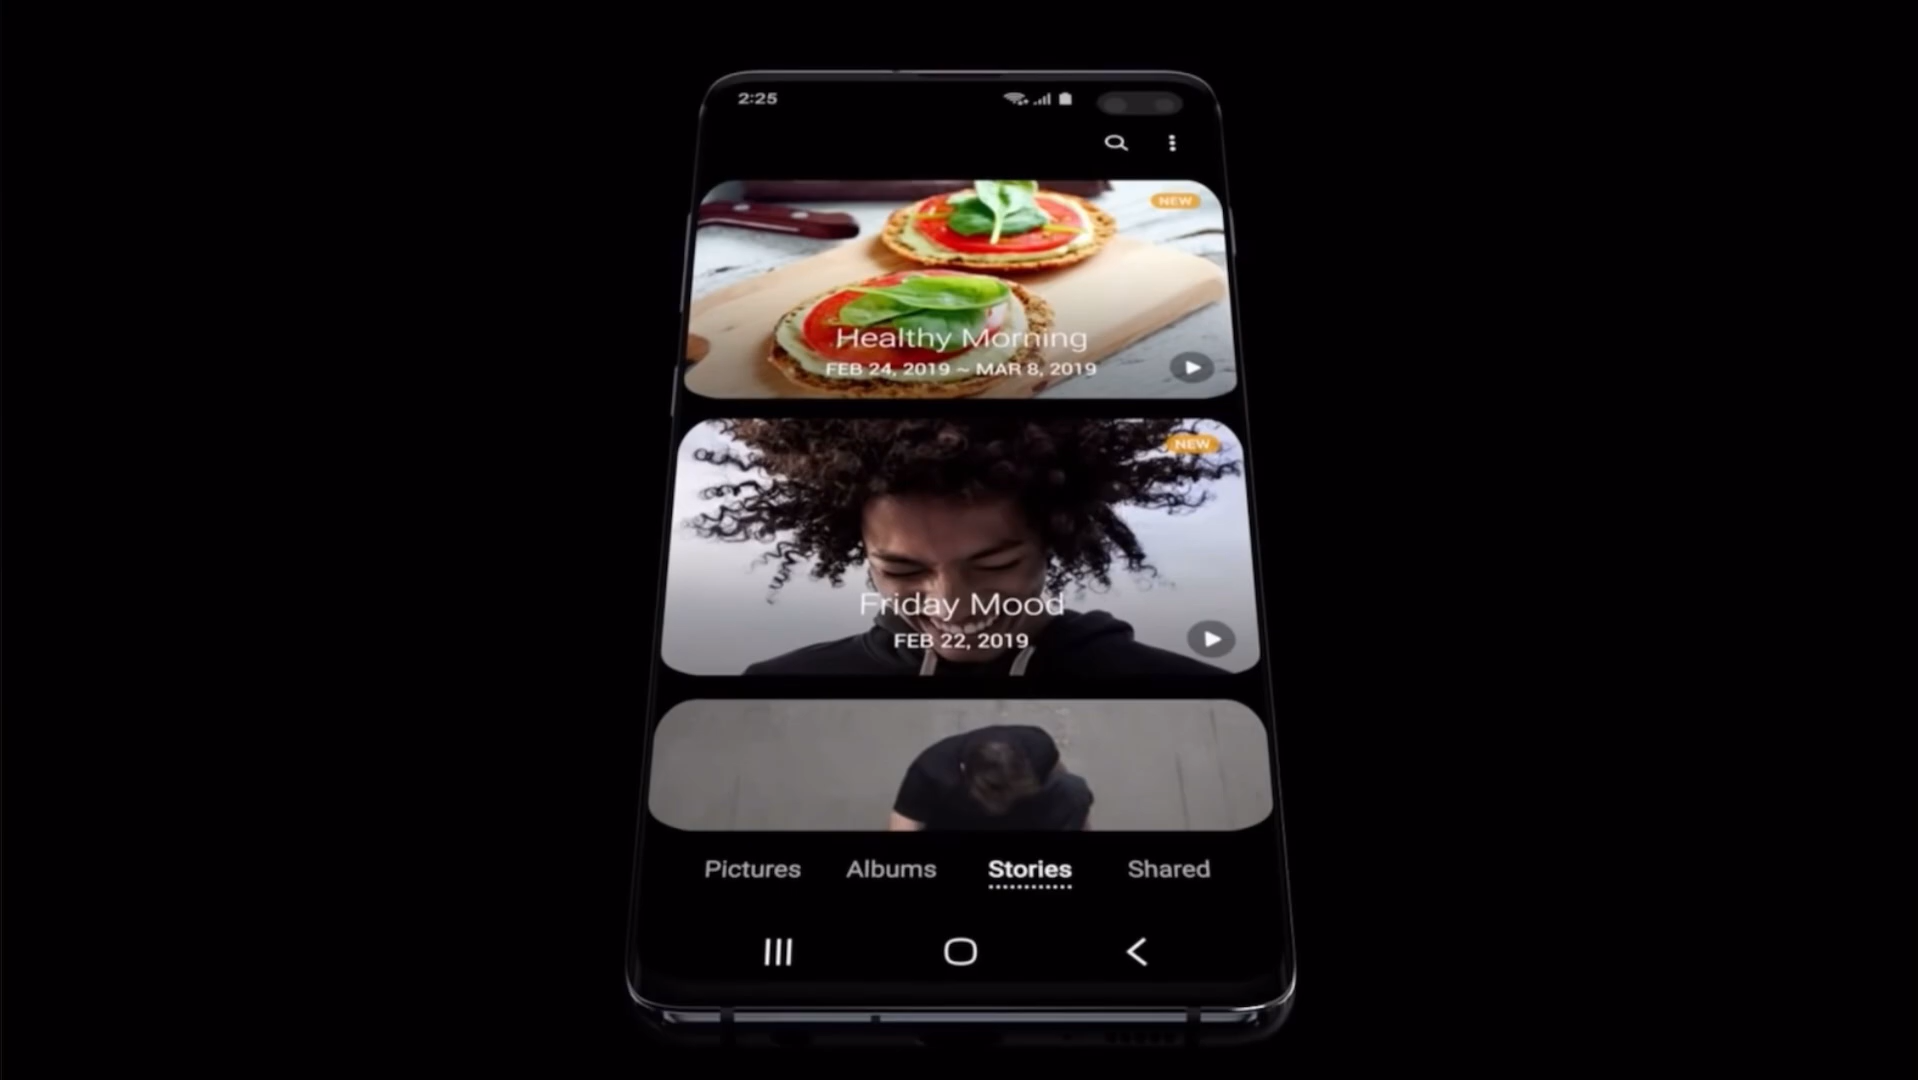 2:25
NEW
Healthy Morning
FEB 24, 2019 ~ MAR 8, 2019
NEW
Friday Mood
FEB 22, 2019
Pictures Albums Stories Shared